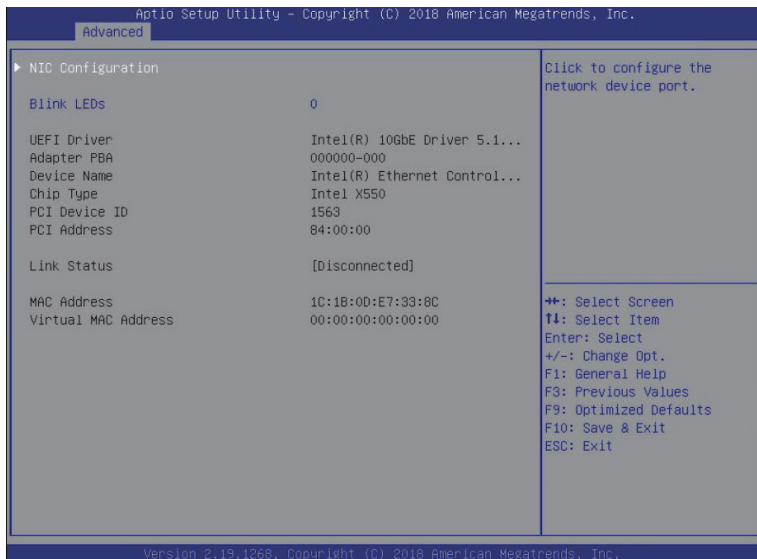 Aptio Setup Utility – Copyright (C) 2018 American Megatrends, Inc.
Advanced
NIC Configuration
Blink LEDs 0
UEFI Driver Intel(R) 10GbE Driver 5.1...
Adapter PBA 000000-000
Device Name Intel(R) Ethernet Control...
Chip Type Intel X550
PCI Device ID 1563
PCI Address 84:00:00
Link Status [Disconnected]
MAC Address 1C:1B:0D:E7:33:8C
Virtual MAC Address 00:00:00:00:00:00
Click to configure the
network device port.
→←: Select Screen
↑↓: Select Item
Enter: Select
+/-: Change Opt.
F1: General Help
F3: Previous Values
F9: Optimized Defaults
F10: Save & Exit
ESC: Exit
Version 2.19.1268. Copyright (C) 2018 American Megatrends, Inc.